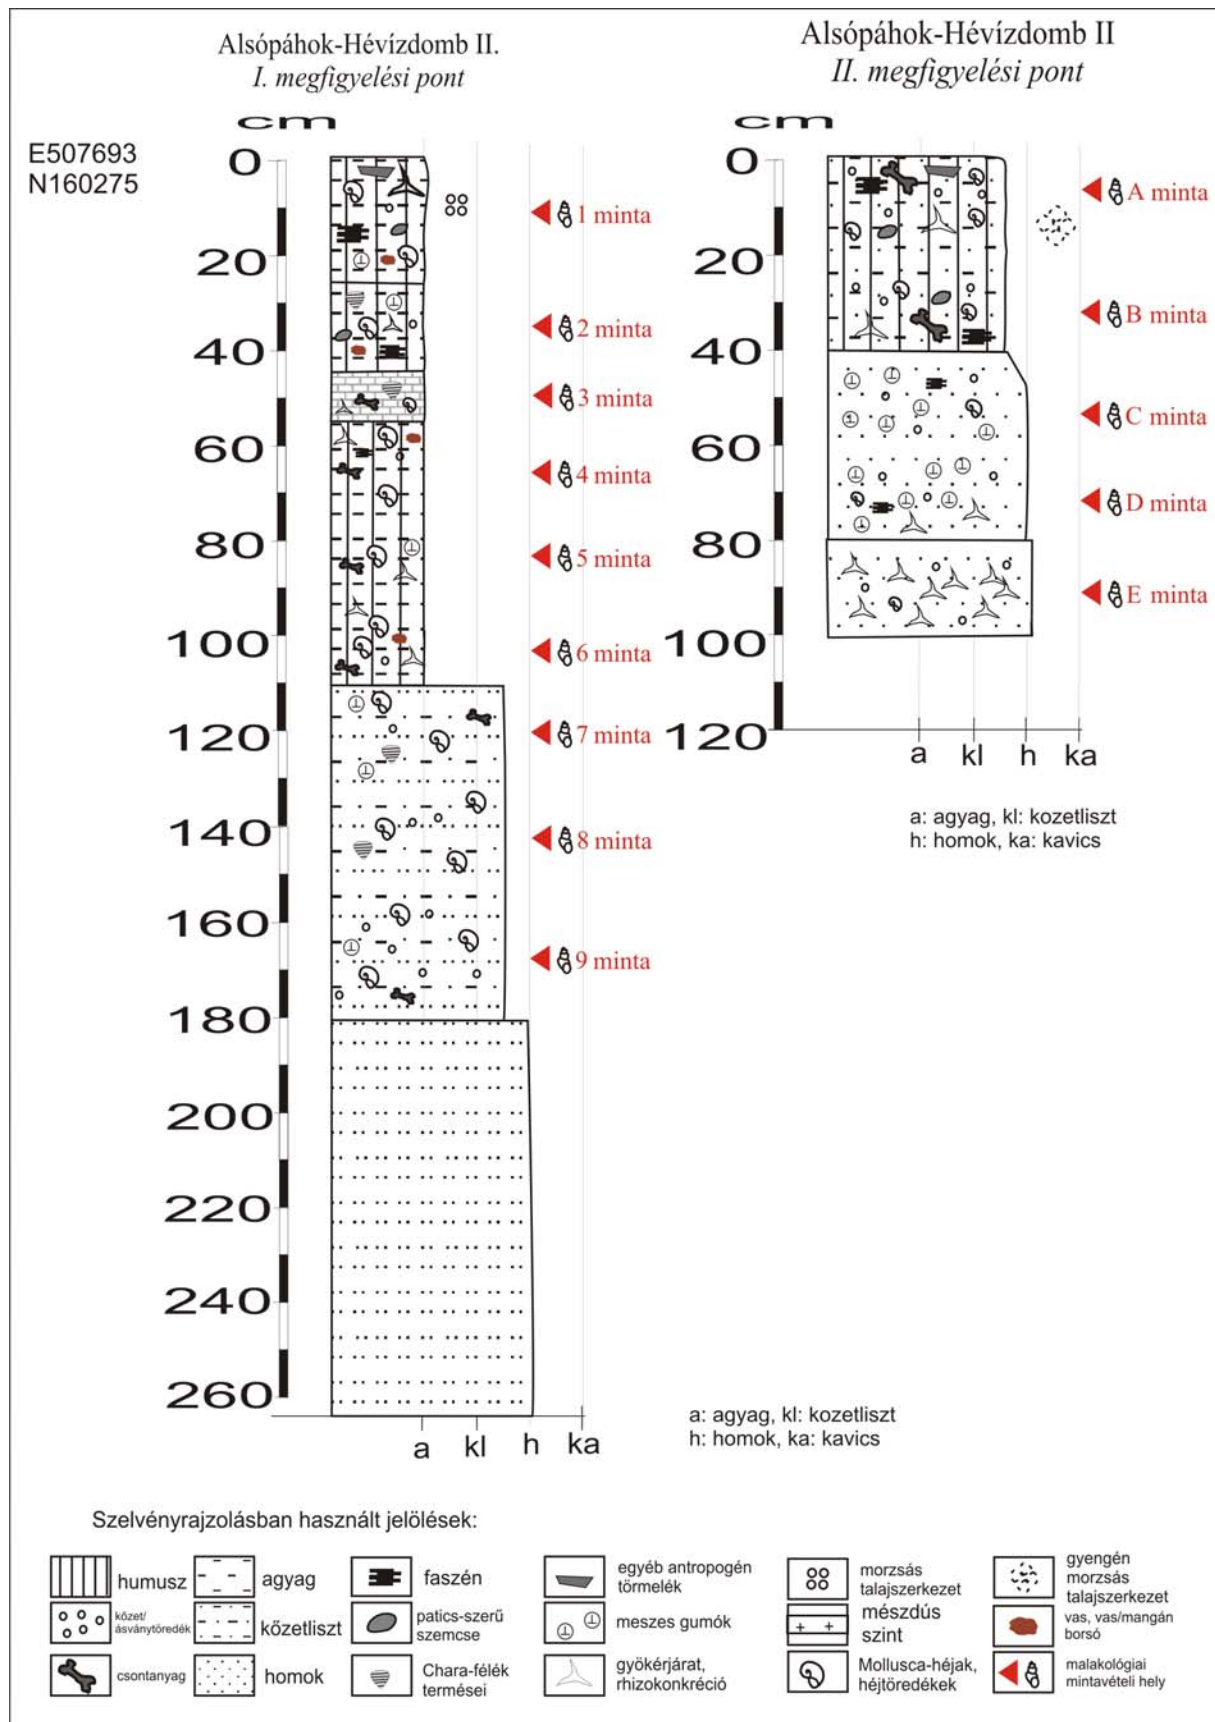 Alsópáhok-Hévízdomb II.
I. megfigyelési pont
cm
E507693
N160275
0
20
40
60
80
100
120
140
160
180
200
220
240
260
1 minta
2 minta
3 minta
4 minta
5 minta
6 minta
7 minta
8 minta
9 minta
a kl h ka
Alsópáhok-Hévízdomb II
II. megfigyelési pont
cm
0
20
40
60
80
100
120
A minta
B minta
C minta
D minta
E minta
a kl h ka
a: agyag, kl: kozetliszt
h: homok, ka: kavics
a: agyag, kl: kozetliszt
h: homok, ka: kavics
Szelvényrajzolásban használt jelölések:
humusz
agyag
faszén
egyéb antropogén
törmelék
morzsás
talajszerkezet
gyengén
morzsás
talajszerkezet
kőzet/
ásványtöredék
kőzetliszt
patics-szerű
szemcse
meszes gumók
mészdús
szint
vas, vas/mangán
borsó
csontanyag
homok
Chara-félék
termései
gyökérjárat,
rhizokonkréció
Mollusca-héjak,
héjtöredékek
malakológiai
mintavételi hely